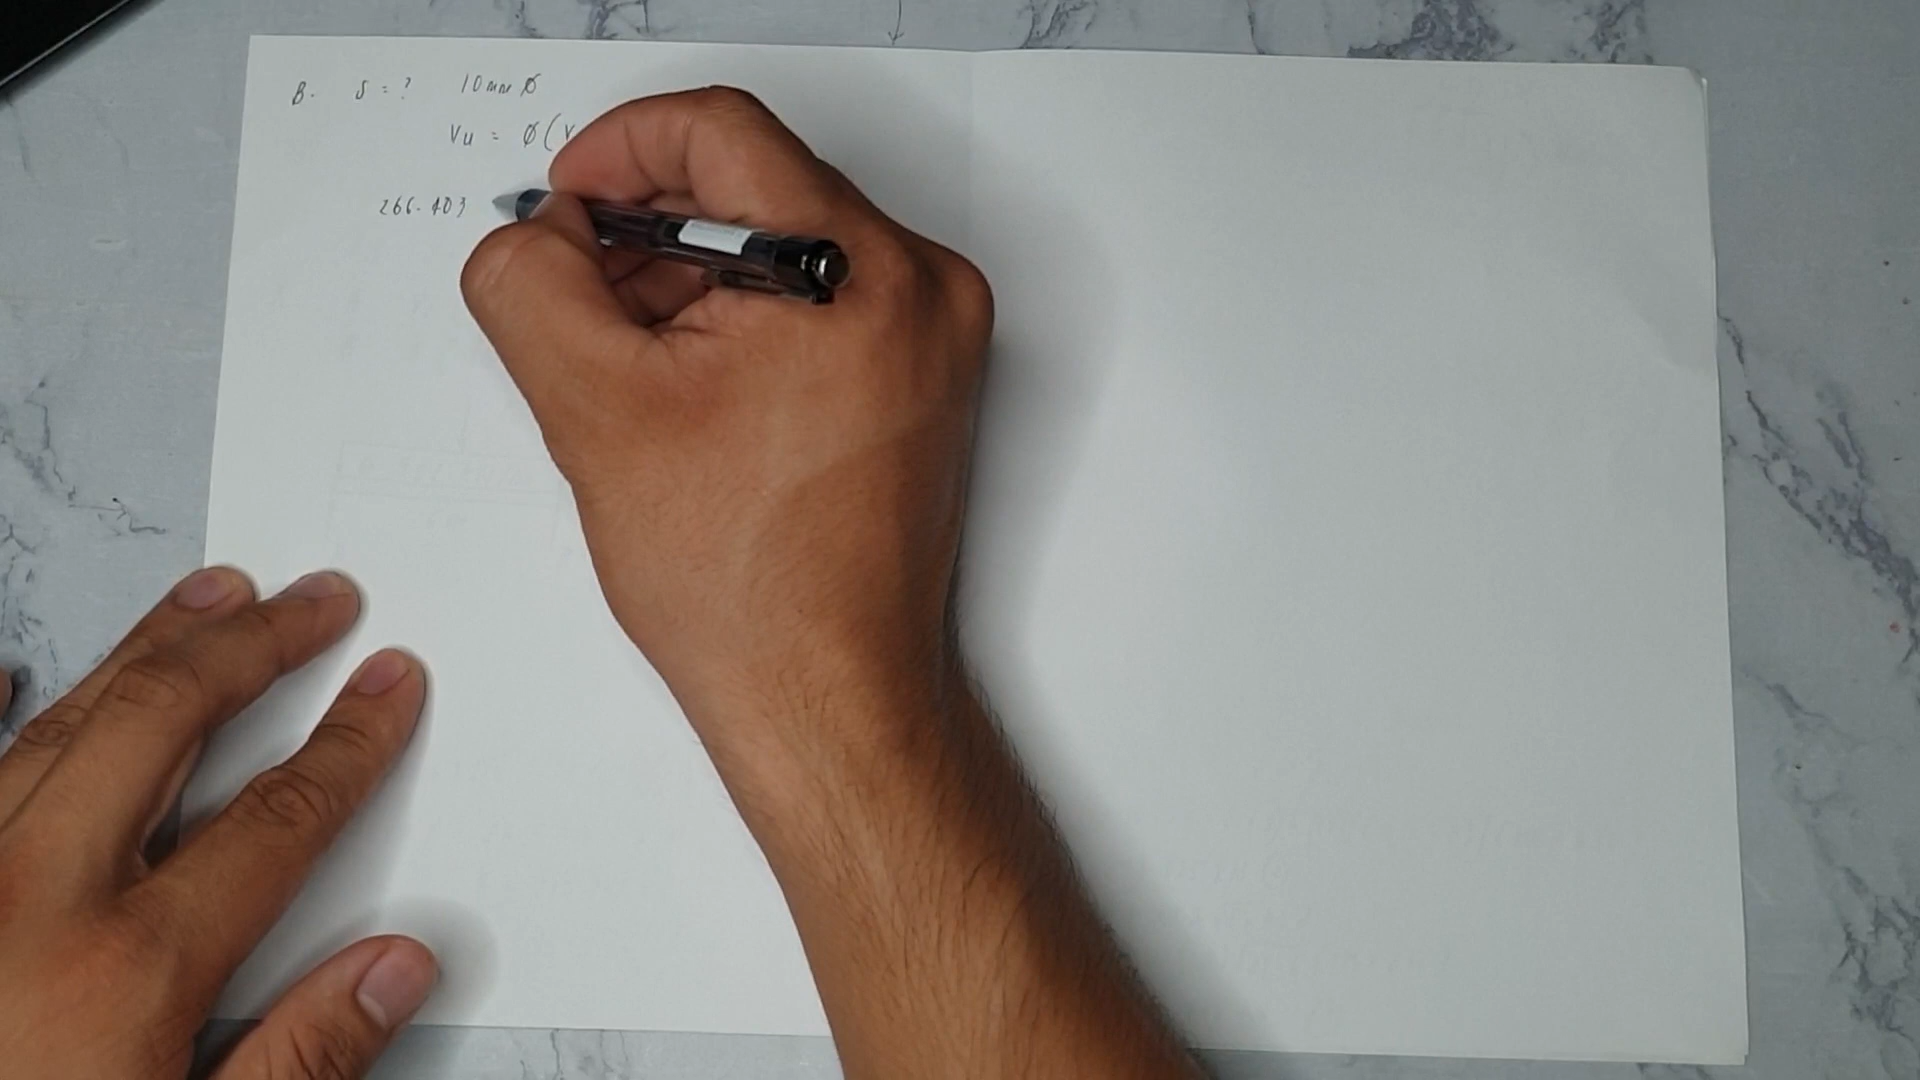 B. S = ? 10mm Ø
Vu = Ø(V
266.403